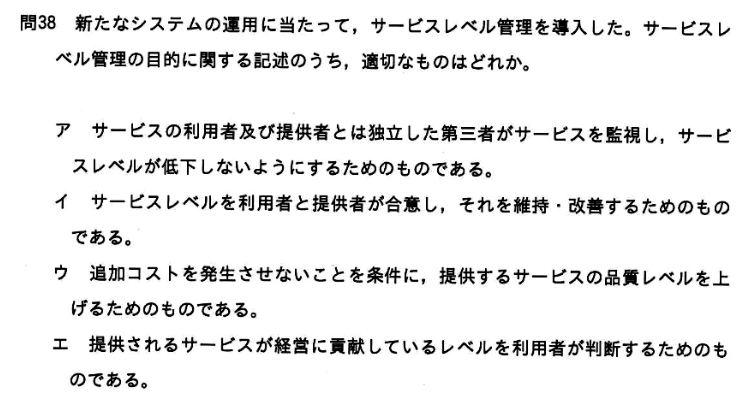 問38 新たなシステムの運用に当たって，サービスレベル管理を導入した。サービスレ
ベル管理の目的に関する記述のうち，適切なものはどれか。
ア サービスの利用者及び提供者とは独立した第三者がサービスを監視し，サービ
スレベルが低下しないようにするためのものである。
イ サービスレベルを利用者と提供者が合意し，それを維持・改善するためのもの
である。
ウ 追加コストを発生させないことを条件に，提供するサービスの品質レベルを上
げるためのものである。
エ 提供されるサービスが経営に貢献しているレベルを利用者が判断するためのも
のである。